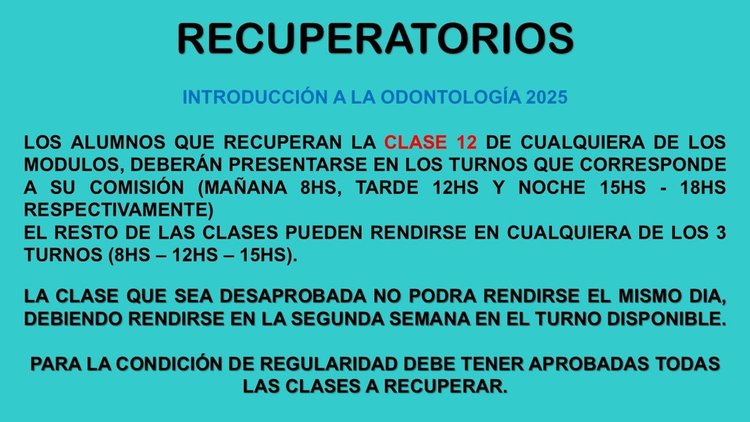 RECUPERATORIOS
INTRODUCCIÓN A LA ODONTOLOGÍA 2025
LOS ALUMNOS QUE RECUPERAN LA CLASE 12 DE CUALQUIERA DE LOS
MODULOS, DEBERÁN PRESENTARSE EN LOS TURNOS QUE CORRESPONDE
A SU COMISIÓN (MAÑANA 8HS, TARDE 12HS Y NOCHE 15HS - 18HS
RESPECTIVAMENTE)
EL RESTO DE LAS CLASES PUEDEN RENDIRSE EN CUALQUIERA DE LOS 3
TURNOS (8HS – 12HS – 15HS).
LA CLASE QUE SEA DESAPROBADA NO PODRA RENDIRSE EL MISMO DIA,
DEBIENDO RENDIRSE EN LA SEGUNDA SEMANA EN EL TURNO DISPONIBLE.
PARA LA CONDICIÓN DE REGULARIDAD DEBE TENER APROBADAS TODAS
LAS CLASES A RECUPERAR.